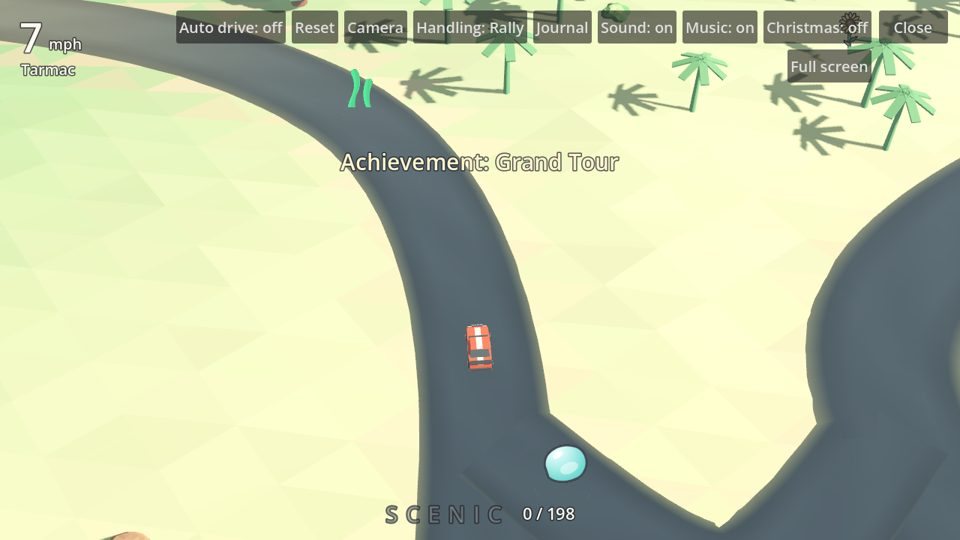 7 mph
Tarmac
Auto drive: off
Reset
Camera
Handling: Rally
Journal
Sound: on
Music: on
Christmas: off
Close
Full screen
Achievement: Grand Tour
SCENIC 0 / 198